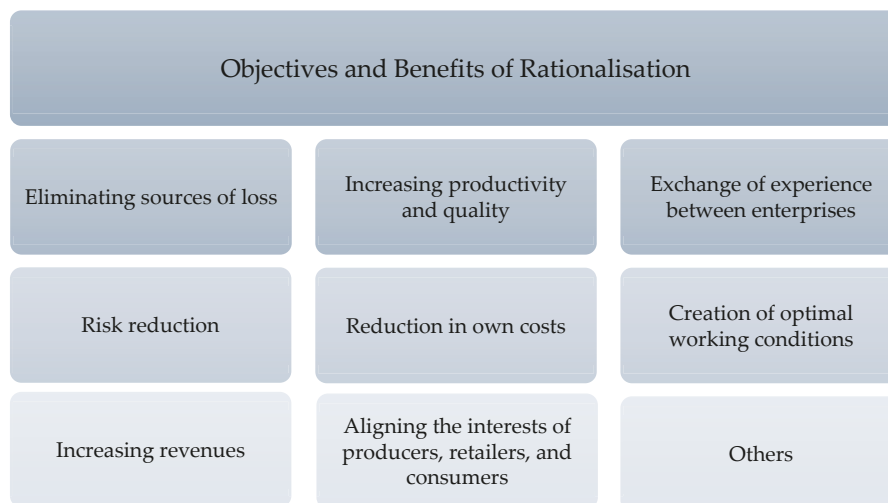 Objectives and Benefits of Rationalisation
Eliminating sources of loss
Increasing productivity
and quality
Exchange of experience
between enterprises
Risk reduction
Reduction in own costs
Creation of optimal
working conditions
Increasing revenues
Aligning the interests of
producers, retailers, and
consumers
Others